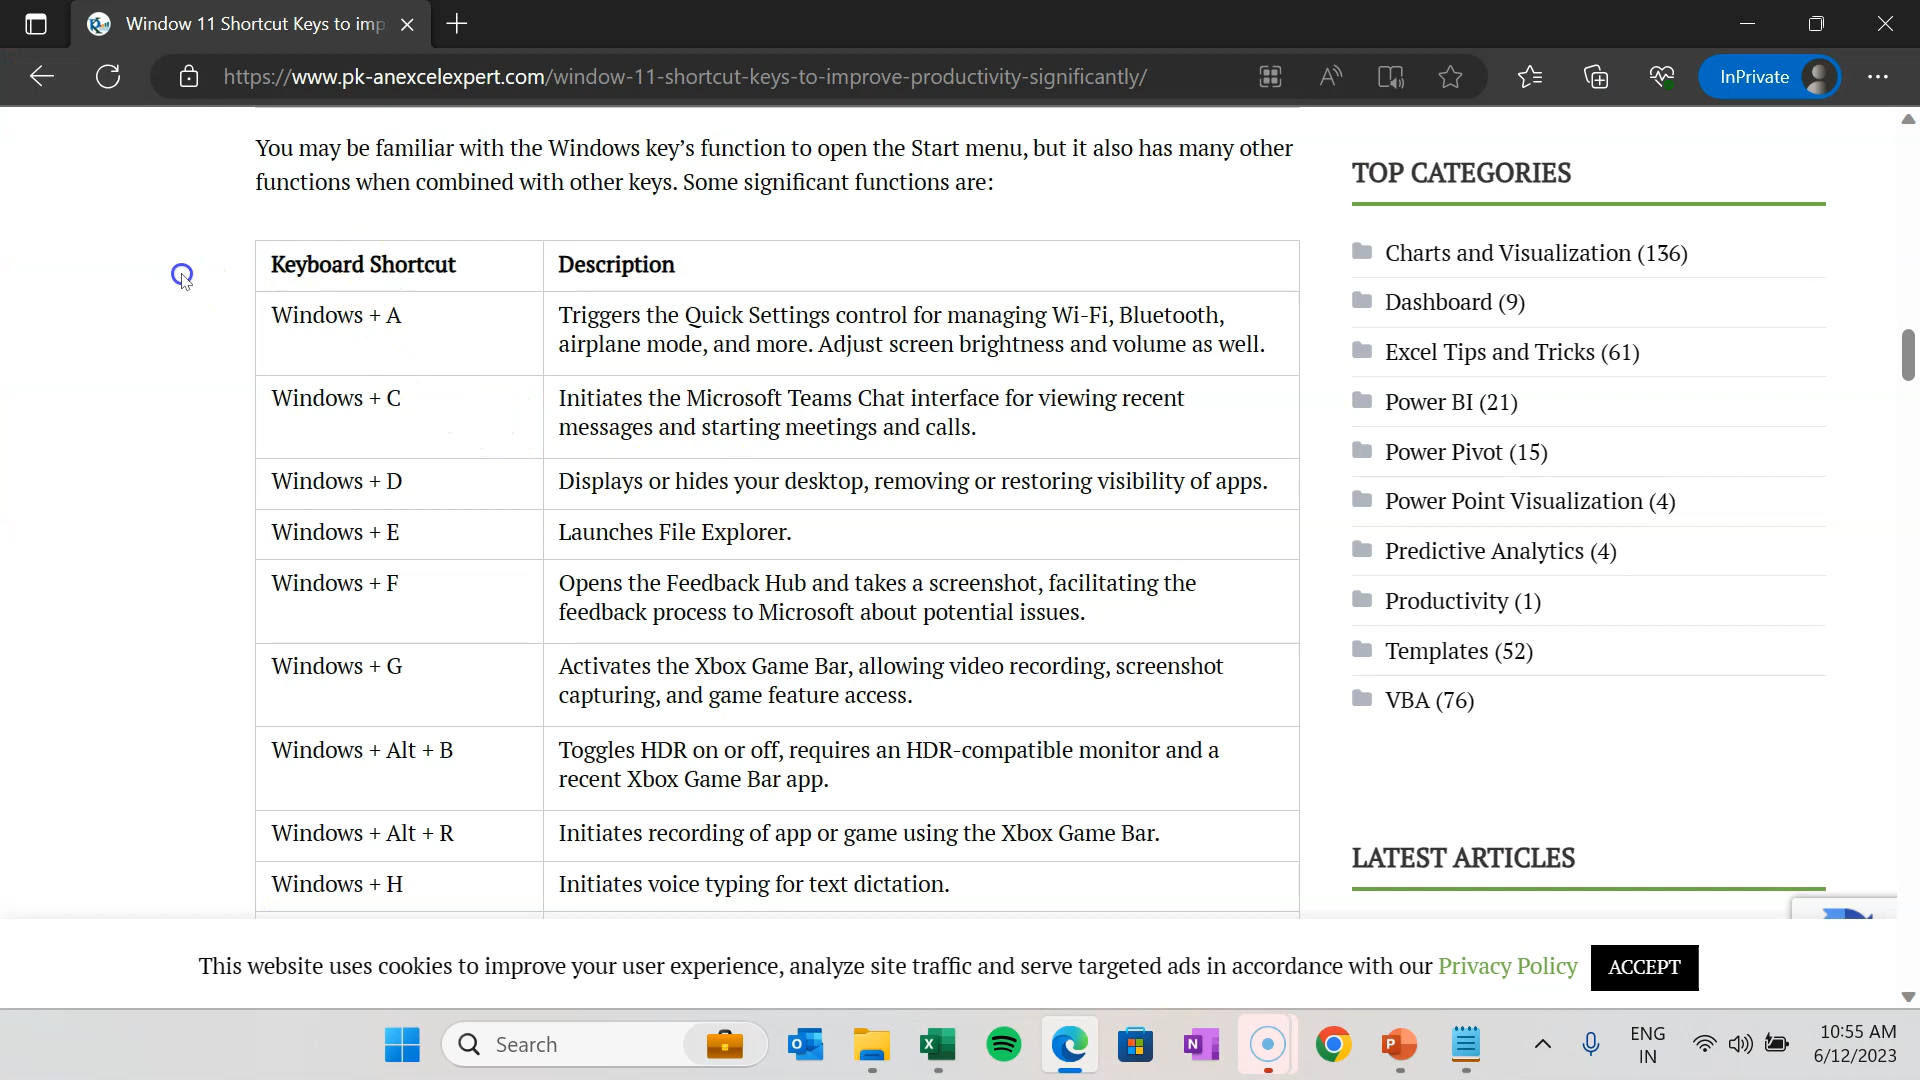 Window 11 Shortcut Keys to imp
https://www.pk-anexcelexpert.com/window-11-shortcut-keys-to-improve-productivity-significantly/
InPrivate
You may be familiar with the Windows key’s function to open the Start menu, but it also has many other
functions when combined with other keys. Some significant functions are:
Keyboard Shortcut Description
Windows + A Triggers the Quick Settings control for managing Wi-Fi, Bluetooth,
airplane mode, and more. Adjust screen brightness and volume as well.
Windows + C Initiates the Microsoft Teams Chat interface for viewing recent
messages and starting meetings and calls.
Windows + D Displays or hides your desktop, removing or restoring visibility of apps.
Windows + E Launches File Explorer.
Windows + F Opens the Feedback Hub and takes a screenshot, facilitating the
feedback process to Microsoft about potential issues.
Windows + G Activates the Xbox Game Bar, allowing video recording, screenshot
capturing, and game feature access.
Windows + Alt + B Toggles HDR on or off, requires an HDR-compatible monitor and a
recent Xbox Game Bar app.
Windows + Alt + R Initiates recording of app or game using the Xbox Game Bar.
Windows + H Initiates voice typing for text dictation.
TOP CATEGORIES
Charts and Visualization (136)
Dashboard (9)
Excel Tips and Tricks (61)
Power BI (21)
Power Pivot (15)
Power Point Visualization (4)
Predictive Analytics (4)
Productivity (1)
Templates (52)
VBA (76)
LATEST ARTICLES
This website uses cookies to improve your user experience, analyze site traffic and serve targeted ads in accordance with our Privacy Policy ACCEPT
Search
ENG
IN
10:55 AM
6/12/2023